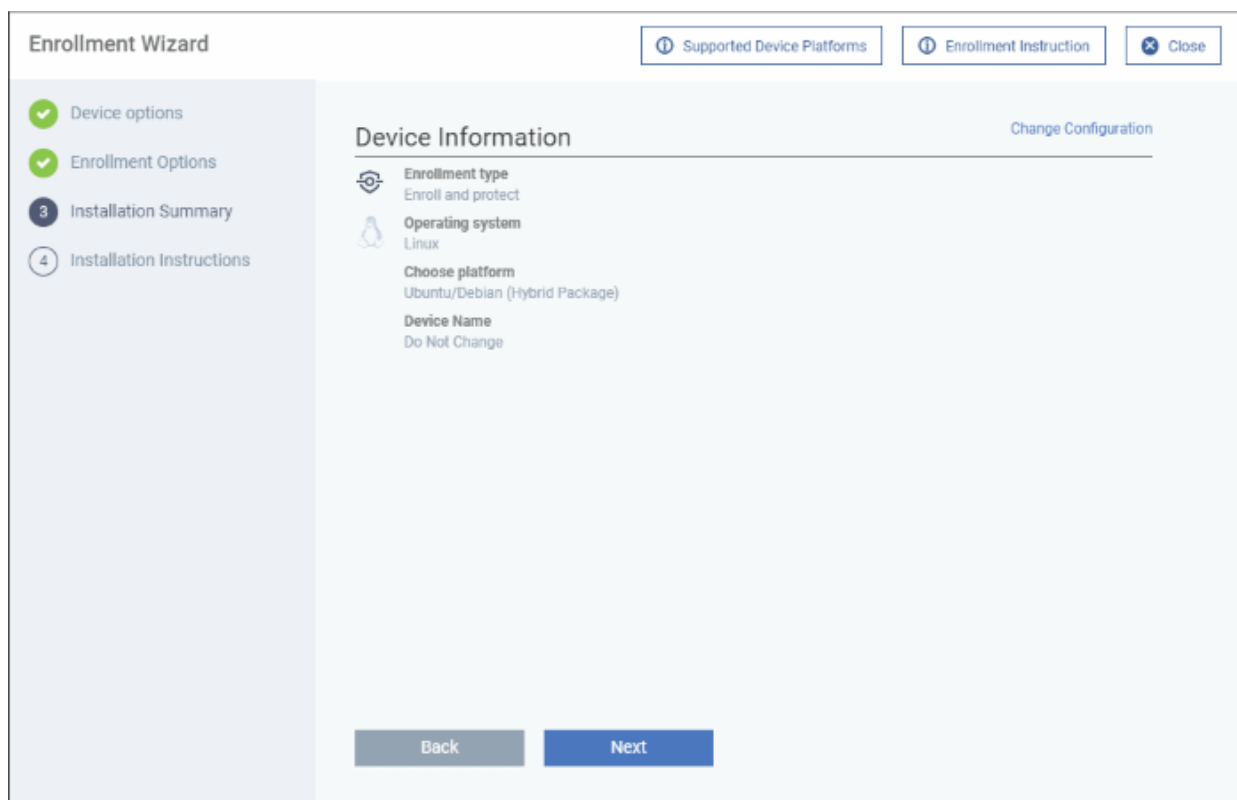 Enrollment Wizard
Supported Device Platforms
Enrollment Instruction
Close
Device options
Enrollment Options
3 Installation Summary
4 Installation Instructions
Device Information
Change Configuration
Enrollment type
Enroll and protect
Operating system
Linux
Choose platform
Ubuntu/Debian (Hybrid Package)
Device Name
Do Not Change
Back
Next